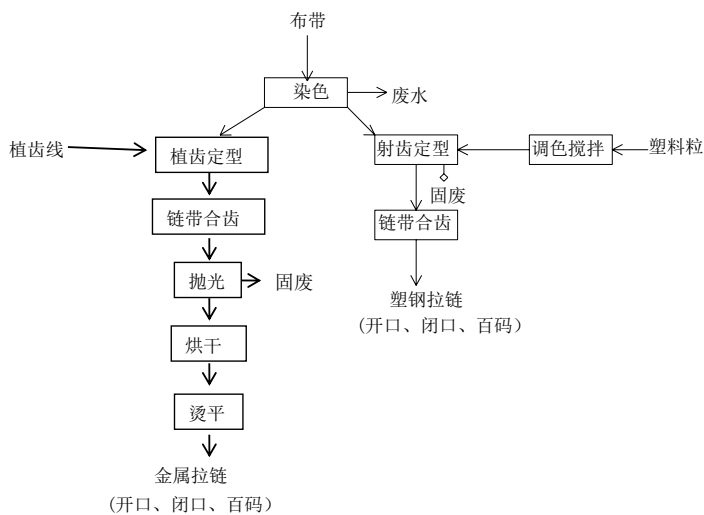 布带
染色
废水
植齿线
植齿定型
射齿定型
调色搅拌
塑料粒
固废
链带合齿
链带合齿
抛光
固废
塑钢拉链
(开口、闭口、百码）
烘干
烫平
金属拉链
(开口、闭口、百码）